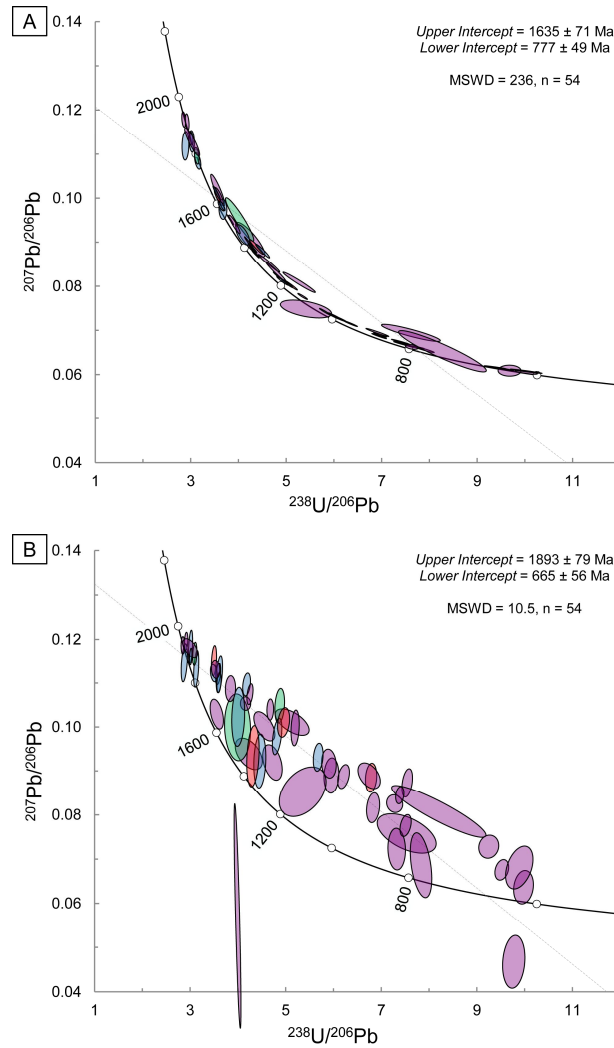 A
Upper Intercept = 1635 ± 71 Ma
Lower Intercept = 777 ± 49 Ma
MSWD = 236, n = 54
0.14
0.12
0.10
0.08
0.06
0.04
207Pb/206Pb
2000
1600
1200
800
1 3 5 7 9 11
238U/206Pb
B
Upper Intercept = 1893 ± 79 Ma
Lower Intercept = 665 ± 56 Ma
MSWD = 10.5, n = 54
0.14
0.12
0.10
0.08
0.06
0.04
207Pb/206Pb
2000
1600
1200
800
1 3 5 7 9 11
238U/206Pb